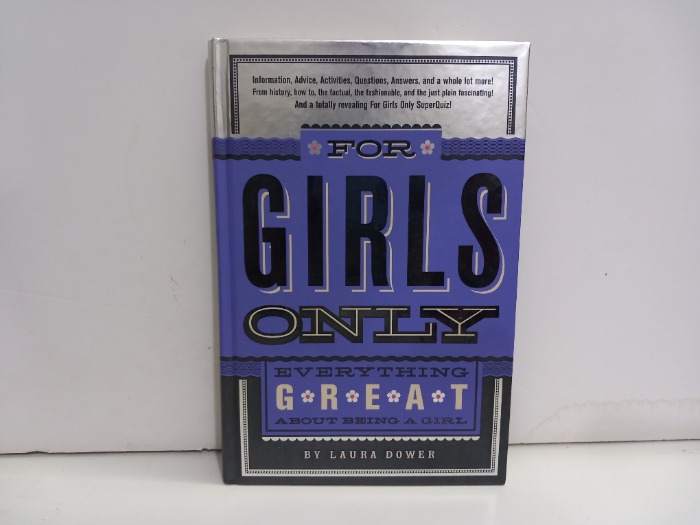 Information, Advice, Activities, Questions, Answers, and a whole lot more!
From history, how to, the factual, the fashionable, and the just plain fascinating!
And a totally revealing For Girls Only SuperQuiz!
FOR
GIRLS
ONLY
EVERYTHING
GREAT
ABOUT BEING A GIRL
BY LAURA DOWER